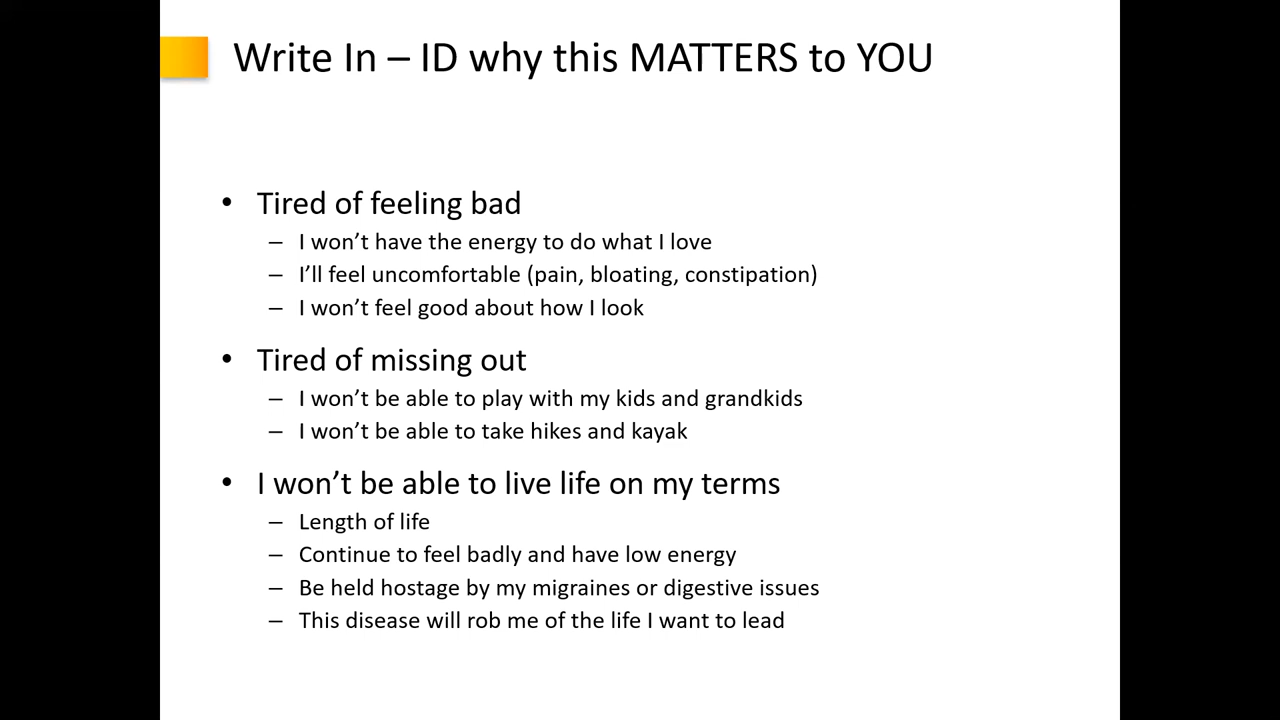 Write In – ID why this MATTERS to YOU
• Tired of feeling bad
– I won’t have the energy to do what I love
– I’ll feel uncomfortable (pain, bloating, constipation)
– I won’t feel good about how I look
• Tired of missing out
– I won’t be able to play with my kids and grandkids
– I won’t be able to take hikes and kayak
• I won’t be able to live life on my terms
– Length of life
– Continue to feel badly and have low energy
– Be held hostage by my migraines or digestive issues
– This disease will rob me of the life I want to lead